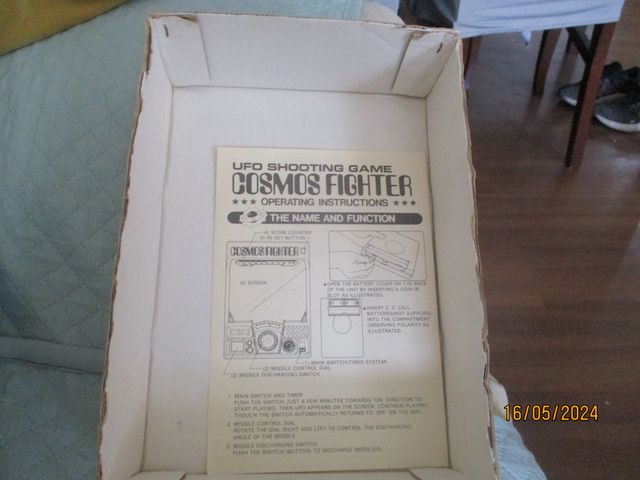 UFO SHOOTING GAME
COSMOS FIGHTER
★★★ OPERATING INSTRUCTIONS ★★★
THE NAME AND FUNCTION
(4) SCORE COUNTER
(5) RE-SET BUTTON
COSMOS FIGHTER
(6) SCREEN
OPEN THE BATTERY COVER ON THE BACK
OF THE UNIT BY INSERTING A COIN IN
SLOT AS ILLUSTRATED.
INSERT 2 'C' CELL
BATTERIES(NOT SUPPLIED)
INTO THE COMPARTMENT,
OBSERVING POLARITY AS
ILLUSTRATED.
(1) MAIN SWITCH(TIMER SYSTEM)
(2) MISSILE CONTROL DIAL
(3) MISSILE DISCHARGING SWITCH
1 MAIN SWITCH AND TIMER
PUSH THE SWITCH JUST A FEW MINUTES TOWARDS 'ON' DIRECTION TO
START PLAYING. THEN UFO APPEARS ON THE SCREEN. CONTINUE PLAYING
THOUGH THE SWITCH AUTOMATICALLY RETURNS TO 'OFF' ON THE WAY.
2 MISSILE CONTROL DIAL
ROTATE THE DIAL RIGHT AND LEFT TO CONTROL THE DISCHARGING
ANGLE OF THE MISSILE.
3 MISSILE DISCHARGING SWITCH
PUSH THE SWITCH (BUTTON) TO DISCHARGE MISSILE(S).
16/05/2024